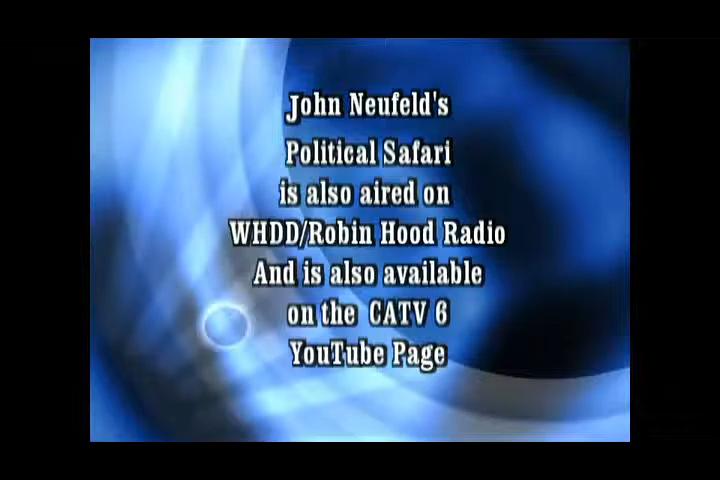 John Neufeld's
Political Safari
is also aired on
WHDD/Robin Hood Radio
And is also available
on the CATV 6
YouTube Page